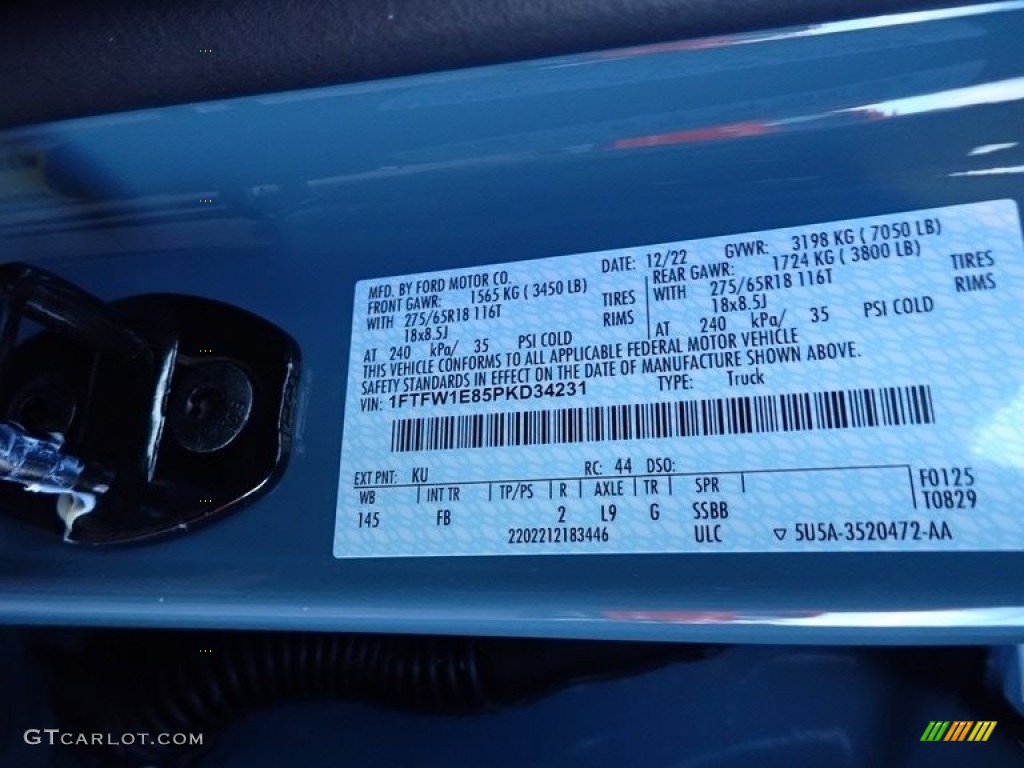 MFD. BY FORD MOTOR CO.
DATE: 12/22
GVWR: 3198 KG ( 7050 LB)
FRONT GAWR: 1565 KG ( 3450 LB)
WITH 275/65R18 116T TIRES
18x8.5J RIMS
AT 240 kPa/ 35 PSI COLD
REAR GAWR: 1724 KG ( 3800 LB)
WITH 275/65R18 116T TIRES
18x8.5J RIMS
AT 240 kPa/ 35 PSI COLD
THIS VEHICLE CONFORMS TO ALL APPLICABLE FEDERAL MOTOR VEHICLE
SAFETY STANDARDS IN EFFECT ON THE DATE OF MANUFACTURE SHOWN ABOVE.
VIN: 1FTFW1E85PKD34231 TYPE: Truck
EXT PNT: KU RC: 44 DSO:
WB INT TR TP/PS R AXLE TR SPR F0125
145 FB 2 L9 G SSBB T0829
2202212183446 ULC ▽ 5U5A-3520472-AA
GTCARLOT.COM